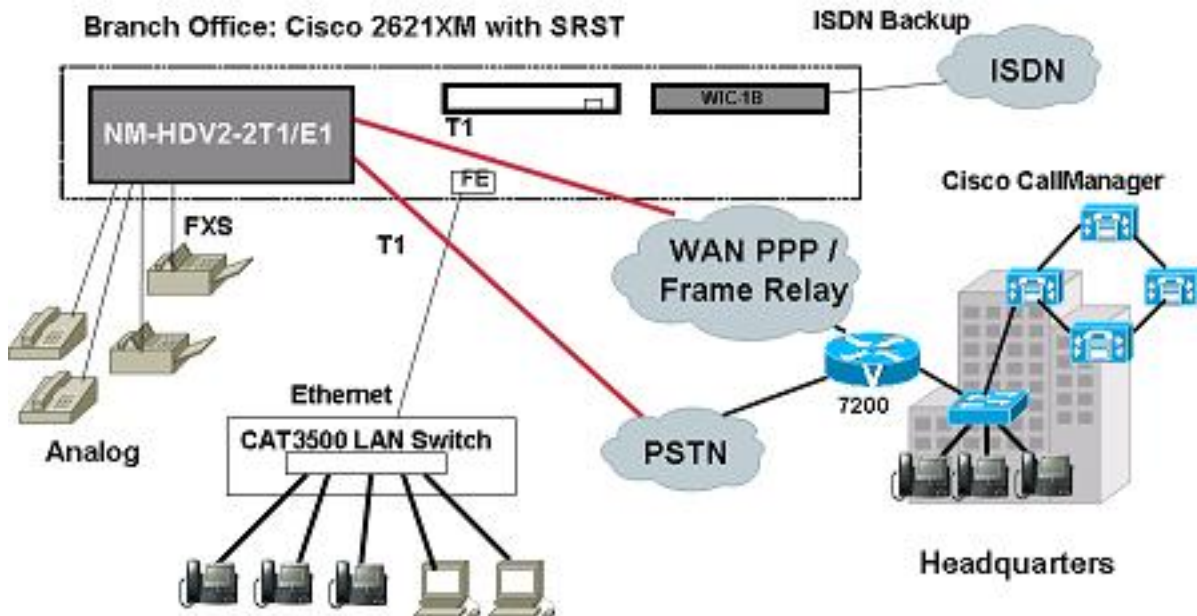 Branch Office: Cisco 2621XM with SRST
ISDN Backup
ISDN
NM-HDV2-2T1/E1
T1
WIC-1B
FE
Cisco CallManager
FXS
T1
WAN PPP /
Frame Relay
V
7200
Ethernet
CAT3500 LAN Switch
Analog
PSTN
Headquarters